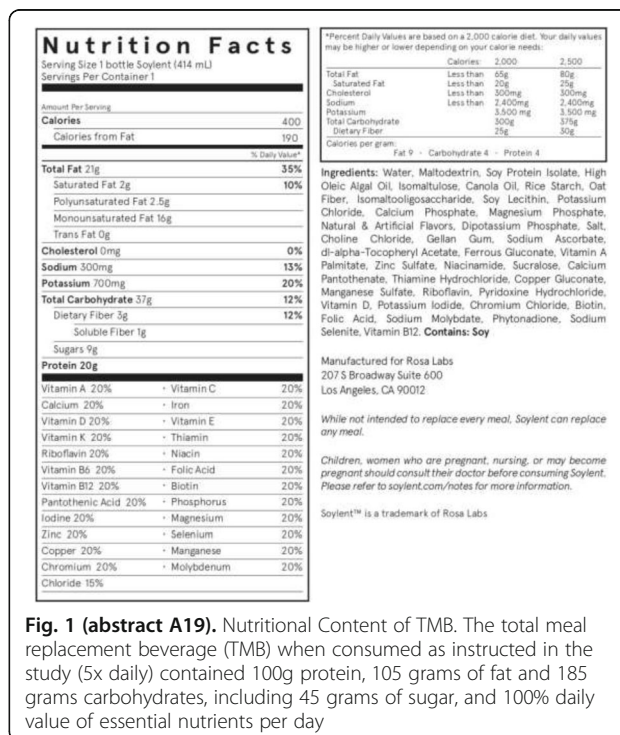 Nutrition Facts
Serving Size 1 bottle Soylent (414 mL)
Servings Per Container 1
Amount Per Serving
Calories 400
Calories from Fat 190
% Daily Value*
Total Fat 21g 35%
Saturated Fat 2g 10%
Polyunsaturated Fat 2.5g
Monounsaturated Fat 16g
Trans Fat 0g
Cholesterol 0mg 0%
Sodium 300mg 13%
Potassium 700mg 20%
Total Carbohydrate 37g 12%
Dietary Fiber 3g 12%
Soluble Fiber 1g
Sugars 9g
Protein 20g
Vitamin A 20% · Vitamin C 20%
Calcium 20% · Iron 20%
Vitamin D 20% · Vitamin E 20%
Vitamin K 20% · Thiamin 20%
Riboflavin 20% · Niacin 20%
Vitamin B6 20% · Folic Acid 20%
Vitamin B12 20% · Biotin 20%
Pantothenic Acid 20% · Phosphorus 20%
Iodine 20% · Magnesium 20%
Zinc 20% · Selenium 20%
Copper 20% · Manganese 20%
Chromium 20% · Molybdenum 20%
Chloride 15%
*Percent Daily Values are based on a 2,000 calorie diet. Your daily values
may be higher or lower depending on your calorie needs:
Calories: 2,000 2,500
Total Fat Less than 65g 80g
Saturated Fat Less than 20g 25g
Cholesterol Less than 300mg 300mg
Sodium Less than 2,400mg 2,400mg
Potassium 3,500 mg 3,500 mg
Total Carbohydrate 300g 375g
Dietary Fiber 25g 30g
Calories per gram:
Fat 9 · Carbohydrate 4 · Protein 4
Ingredients: Water, Maltodextrin, Soy Protein Isolate, High
Oleic Algal Oil, Isomaltulose, Canola Oil, Rice Starch, Oat
Fiber, Isomaltooligosaccharide, Soy Lecithin, Potassium
Chloride, Calcium Phosphate, Magnesium Phosphate,
Natural & Artificial Flavors, Dipotassium Phosphate, Salt,
Choline Chloride, Gellan Gum, Sodium Ascorbate,
dl-alpha-Tocopheryl Acetate, Ferrous Gluconate, Vitamin A
Palmitate, Zinc Sulfate, Niacinamide, Sucralose, Calcium
Pantothenate, Thiamine Hydrochloride, Copper Gluconate,
Manganese Sulfate, Riboflavin, Pyridoxine Hydrochloride,
Vitamin D, Potassium Iodide, Chromium Chloride, Biotin,
Folic Acid, Sodium Molybdate, Phytonadione, Sodium
Selenite, Vitamin B12. Contains: Soy
Manufactured for Rosa Labs
207 S Broadway Suite 600
Los Angeles, CA 90012
While not intended to replace every meal, Soylent can replace
any meal.
Children, women who are pregnant, nursing, or may become
pregnant should consult their doctor before consuming Soylent.
Please refer to soylent.com/notes for more information.
Soylent™ is a trademark of Rosa Labs
Fig. 1 (abstract A19). Nutritional Content of TMB. The total meal
replacement beverage (TMB) when consumed as instructed in the
study (5x daily) contained 100g protein, 105 grams of fat and 185
grams carbohydrates, including 45 grams of sugar, and 100% daily
value of essential nutrients per day